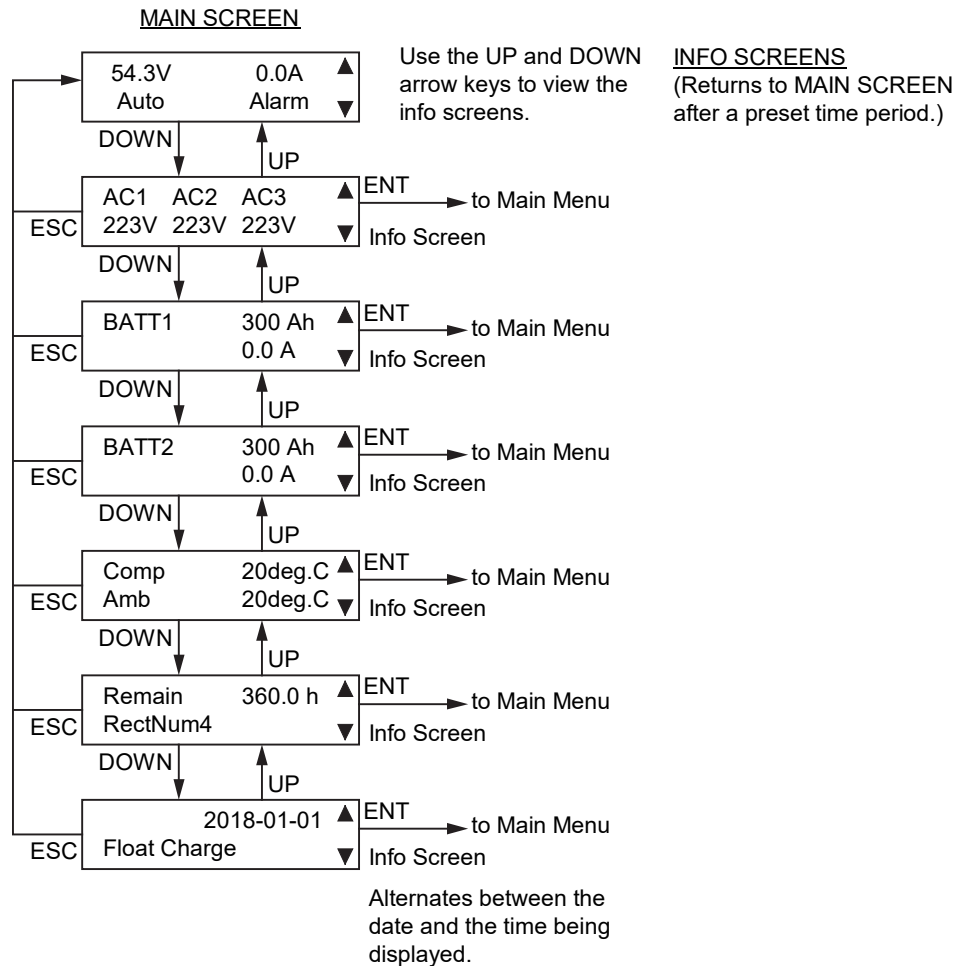 MAIN SCREEN
54.3V 0.0A
Auto Alarm
Use the UP and DOWN
arrow keys to view the
info screens.
INFO SCREENS
(Returns to MAIN SCREEN
after a preset time period.)
DOWN
UP
AC1 AC2 AC3
223V 223V 223V
ESC
ENT
to Main Menu
Info Screen
DOWN
UP
BATT1 300 Ah
0.0 A
ESC
ENT
to Main Menu
Info Screen
DOWN
UP
BATT2 300 Ah
0.0 A
ESC
ENT
to Main Menu
Info Screen
DOWN
UP
Comp 20deg.C
Amb 20deg.C
ESC
ENT
to Main Menu
Info Screen
DOWN
UP
Remain 360.0 h
RectNum4
ESC
ENT
to Main Menu
Info Screen
DOWN
UP
2018-01-01
Float Charge
ESC
ENT
to Main Menu
Info Screen
Alternates between the
date and the time being
displayed.